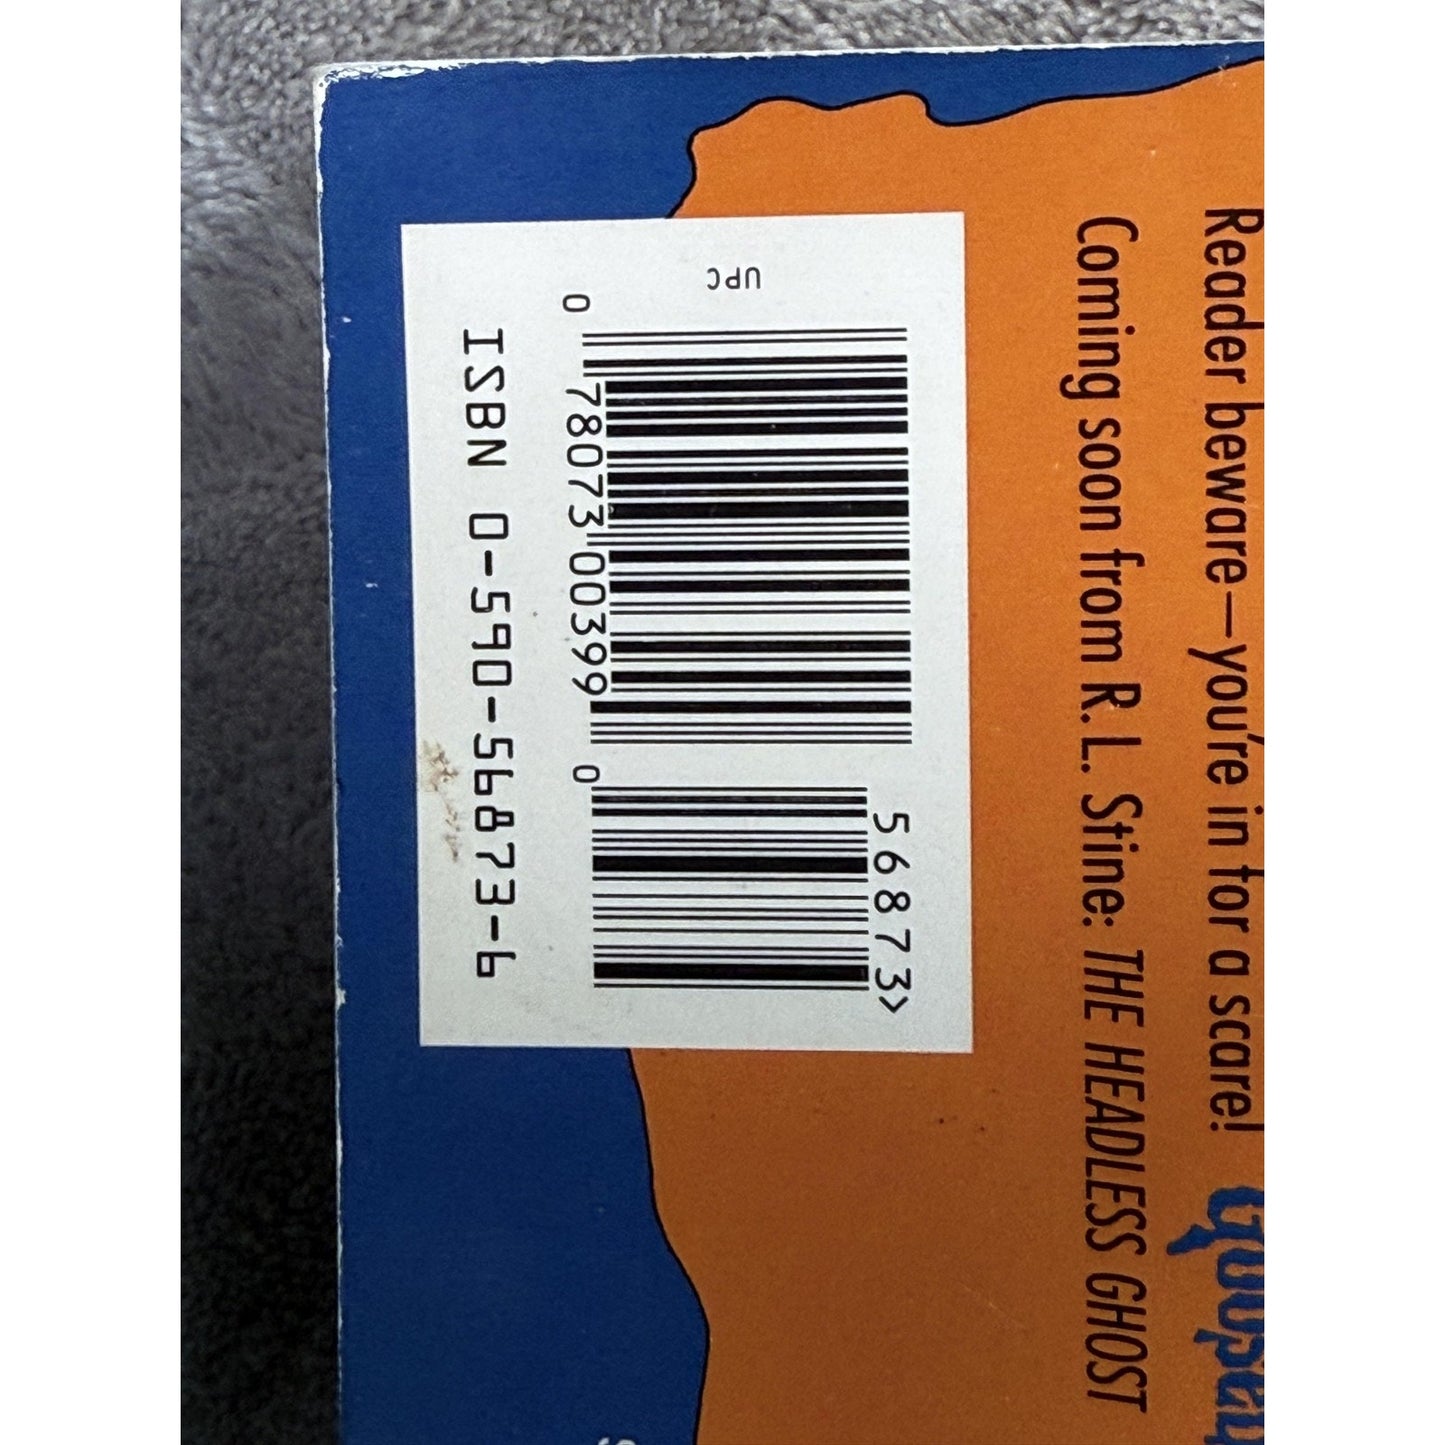 Reader beware—you're in for a scare!
Coming soon from R. L. Stine: THE HEADLESS GHOST
UPC
56873>
0 78073 00399 0
ISBN 0-590-56873-6